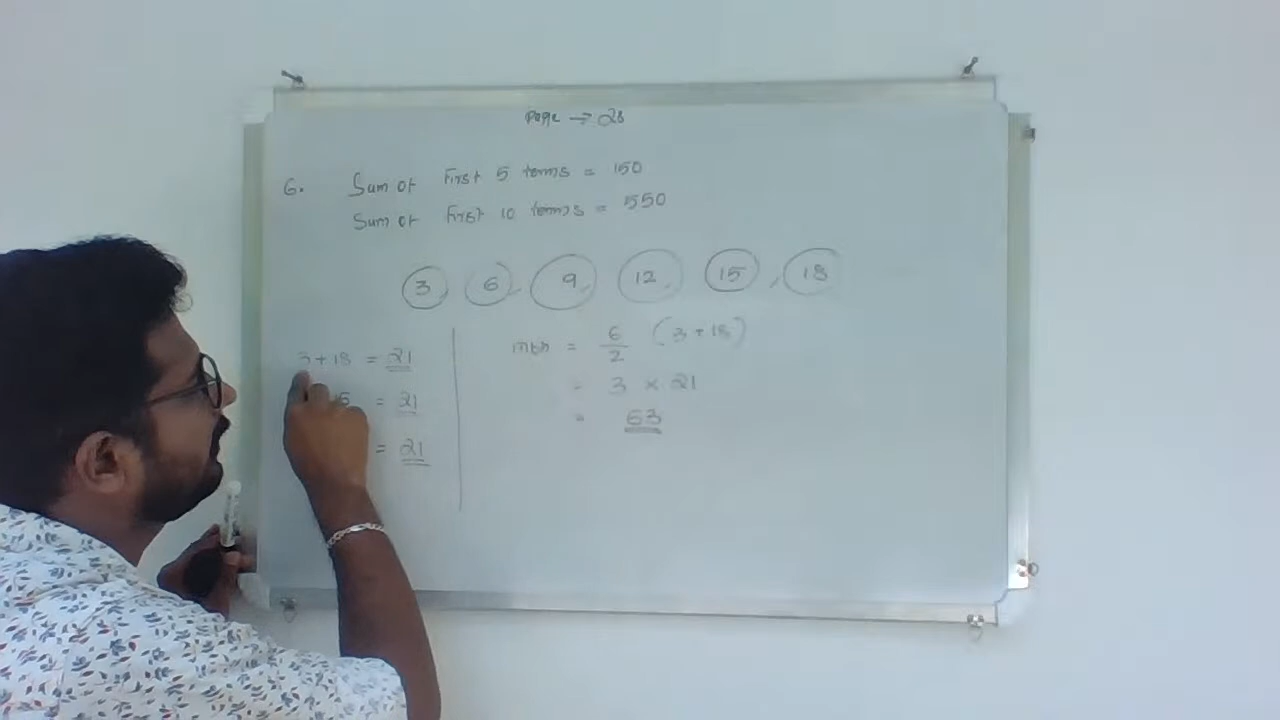 Page → 28
6. Sum of First 5 terms = 150
Sum of First 10 terms = 550
3, 6, 9, 12, 15, 18
3 + 18 = 21
= 21
= 21
= 6/2 (3 + 18)
= 3 × 21
= 63